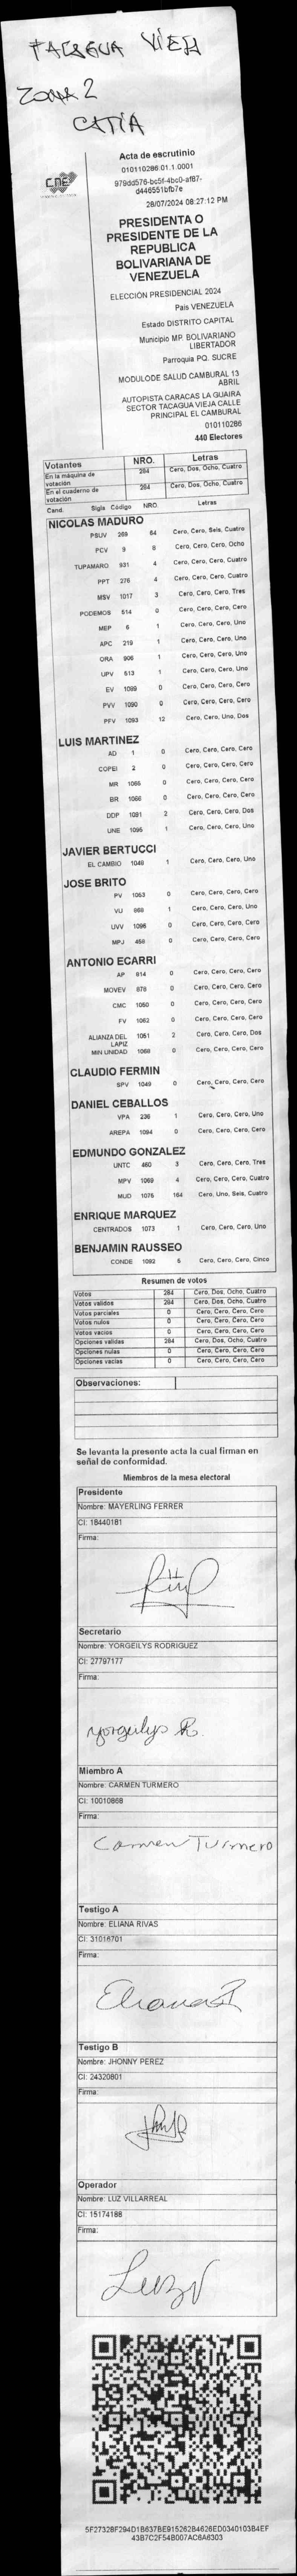 TACAGUA VIEJA
ZONA 2
CATIA
CNE
Acta de escrutinio
010110286.01.1.0001
979dd576-bc5f-4bc0-af87-
d446551bfb7e
28/07/2024 08:27:12 PM
PRESIDENTA O
PRESIDENTE DE LA
REPUBLICA
BOLIVARIANA DE
VENEZUELA
ELECCIÓN PRESIDENCIAL 2024
Pais VENEZUELA
Estado DISTRITO CAPITAL
Municipio MP. BOLIVARIANO
LIBERTADOR
Parroquia PQ. SUCRE
MODULODE SALUD CAMBURAL 13
ABRIL
AUTOPISTA CARACAS LA GUAIRA
SECTOR TACAGUA VIEJA CALLE
PRINCIPAL EL CAMBURAL
010110286
440 Electores
Votantes NRO. Letras
En la máquina de votación 284 Cero, Dos, Ocho, Cuatro
En el cuaderno de votación 284 Cero, Dos, Ocho, Cuatro
Cand. Sigla Código NRO. Letras
NICOLAS MADURO
PSUV 269 64 Cero, Cero, Seis, Cuatro
PCV 9 8 Cero, Cero, Cero, Ocho
TUPAMARO 931 4 Cero, Cero, Cero, Cuatro
PPT 276 4 Cero, Cero, Cero, Cuatro
MSV 1017 3 Cero, Cero, Cero, Tres
PODEMOS 614 0 Cero, Cero, Cero, Cero
MEP 6 1 Cero, Cero, Cero, Uno
APC 219 1 Cero, Cero, Cero, Uno
ORA 906 1 Cero, Cero, Cero, Uno
UPV 513 1 Cero, Cero, Cero, Uno
EV 1089 0 Cero, Cero, Cero, Cero
PVV 1090 0 Cero, Cero, Cero, Cero
PFV 1093 12 Cero, Cero, Uno, Dos
LUIS MARTINEZ
AD 1 0 Cero, Cero, Cero, Cero
COPEI 2 0 Cero, Cero, Cero, Cero
MR 1065 0 Cero, Cero, Cero, Cero
BR 1066 0 Cero, Cero, Cero, Cero
DDP 1081 2 Cero, Cero, Cero, Dos
UNE 1095 1 Cero, Cero, Cero, Uno
JAVIER BERTUCCI
EL CAMBIO 1048 1 Cero, Cero, Cero, Uno
JOSE BRITO
PV 1053 0 Cero, Cero, Cero, Cero
VU 868 1 Cero, Cero, Cero, Uno
UVV 1096 0 Cero, Cero, Cero, Cero
MPJ 458 0 Cero, Cero, Cero, Cero
ANTONIO ECARRI
AP 814 0 Cero, Cero, Cero, Cero
MOVEV 878 0 Cero, Cero, Cero, Cero
CMC 1050 0 Cero, Cero, Cero, Cero
FV 1062 0 Cero, Cero, Cero, Cero
ALIANZA DEL LAPIZ 1051 2 Cero, Cero, Cero, Dos
MIN UNIDAD 1068 0 Cero, Cero, Cero, Cero
CLAUDIO FERMIN
SPV 1049 0 Cero, Cero, Cero, Cero
DANIEL CEBALLOS
VPA 236 1 Cero, Cero, Cero, Uno
AREPA 1094 0 Cero, Cero, Cero, Cero
EDMUNDO GONZALEZ
UNTC 460 3 Cero, Cero, Cero, Tres
MPV 1069 4 Cero, Cero, Cero, Cuatro
MUD 1076 164 Cero, Uno, Seis, Cuatro
ENRIQUE MARQUEZ
CENTRADOS 1073 1 Cero, Cero, Cero, Uno
BENJAMIN RAUSSEO
CONDE 1092 5 Cero, Cero, Cero, Cinco
Resumen de votos
Votos 284 Cero, Dos, Ocho, Cuatro
Votos válidos 284 Cero, Dos, Ocho, Cuatro
Votos parciales 0 Cero, Cero, Cero, Cero
Votos nulos 0 Cero, Cero, Cero, Cero
Votos vacíos 0 Cero, Cero, Cero, Cero
Opciones validas 284 Cero, Dos, Ocho, Cuatro
Opciones nulas 0 Cero, Cero, Cero, Cero
Opciones vacías 0 Cero, Cero, Cero, Cero
Observaciones:
Se levanta la presente acta la cual firman en
señal de conformidad.
Miembros de la mesa electoral
Presidente
Nombre: MAYERLING FERRER
CI: 18440181
Firma:
Secretario
Nombre: YORGEILYS RODRIGUEZ
CI: 27797177
Firma:
Yorgeilys R.
Miembro A
Nombre: CARMEN TURMERO
CI: 10010868
Firma:
Carmen Turmero
Testigo A
Nombre: ELIANA RIVAS
CI: 31016701
Firma:
Eliana R
Testigo B
Nombre: JHONNY PEREZ
CI: 24320801
Firma:
Operador
Nombre: LUZ VILLARREAL
CI: 15174188
Firma:
Luz V
5F27328F294D1B637BE915262B4626ED0340103B4EF
43B7C2F54B007AC6A6303